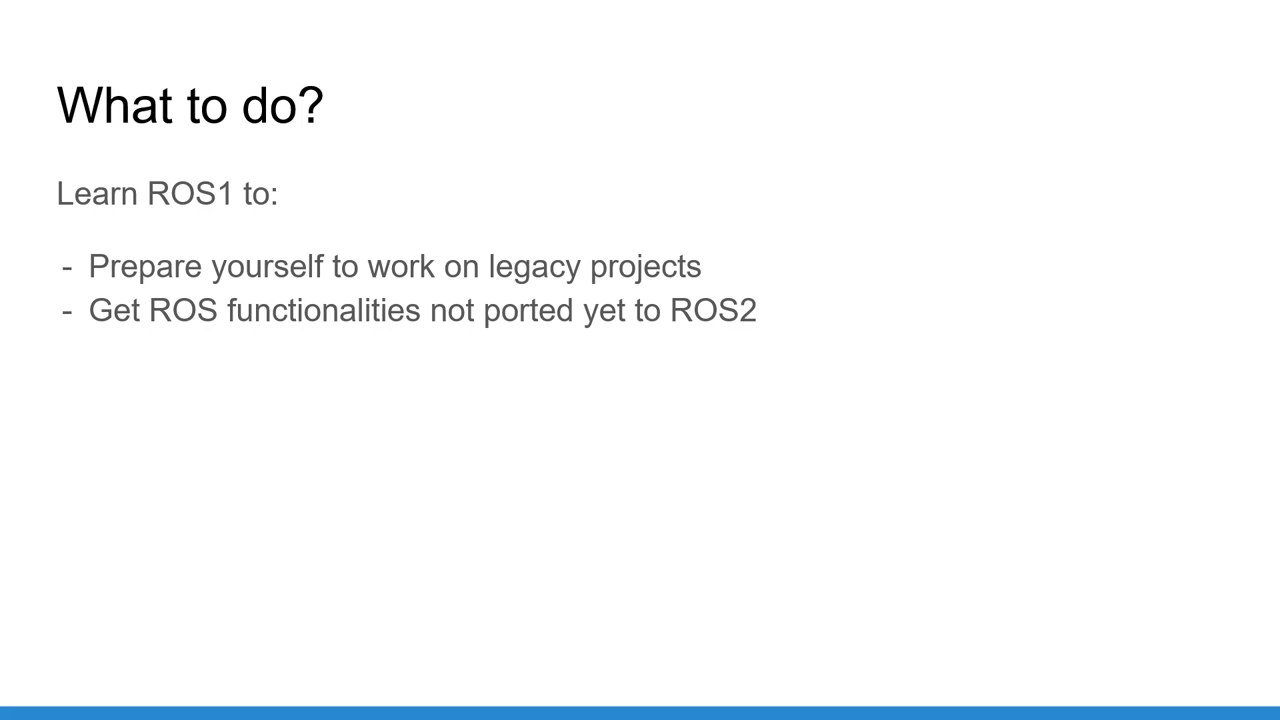 What to do?
Learn ROS1 to:
- Prepare yourself to work on legacy projects
- Get ROS functionalities not ported yet to ROS2